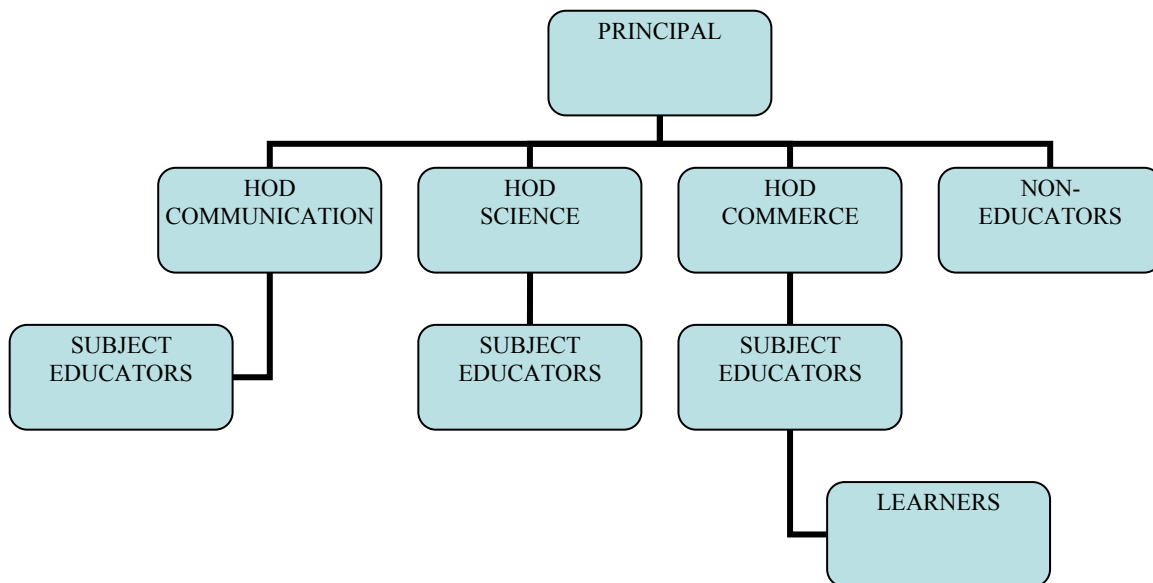 PRINCIPAL
HOD
COMMUNICATION
HOD
SCIENCE
HOD
COMMERCE
NON-
EDUCATORS
SUBJECT
EDUCATORS
SUBJECT
EDUCATORS
SUBJECT
EDUCATORS
LEARNERS